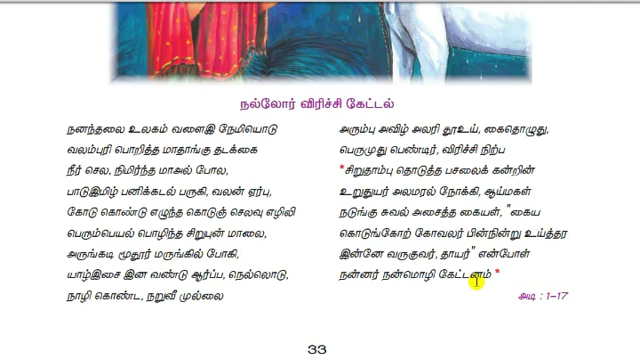 நல்லோர் விரிச்சி கேட்டல்
நனந்தலை உலகம் வளைஇ நேமியொடு
வலம்புரி பொறித்த மாதாங்கு தடக்கை
நீர் செல, நிமிர்ந்த மாஅல் போல,
பாடுஇமிழ் பனிக்கடல் பருகி, வலன் ஏர்பு,
கோடு கொண்டு எழுந்த கொடுஞ் செலவு எழிலி
பெரும்பெயல் பொழிந்த சிறுபுன் மாலை,
அருங்கடி மூதூர் மருங்கில் போகி,
யாழ்இசை இன வண்டு ஆர்ப்ப, நெல்லொடு,
நாழி கொண்ட, நறுவீ முல்லை
அரும்பு அவிழ் அலரி தூஉய், கைதொழுது,
பெருமுது பெண்டிர், விரிச்சி நிற்ப
*சிறுதாம்பு தொடுத்த பசலைக் கன்றின்
உறுதுயர் அலமரல் நோக்கி, ஆய்மகள்
நடுங்கு சுவல் அசைத்த கையள், "கைய
கொடுங்கோற் கோவலர் பின்நின்று உய்த்தர
இன்னே வருகுவர், தாயர்" என்போள்
நன்னர் நன்மொழி கேட்டனம் *
அடி : 1–17
33